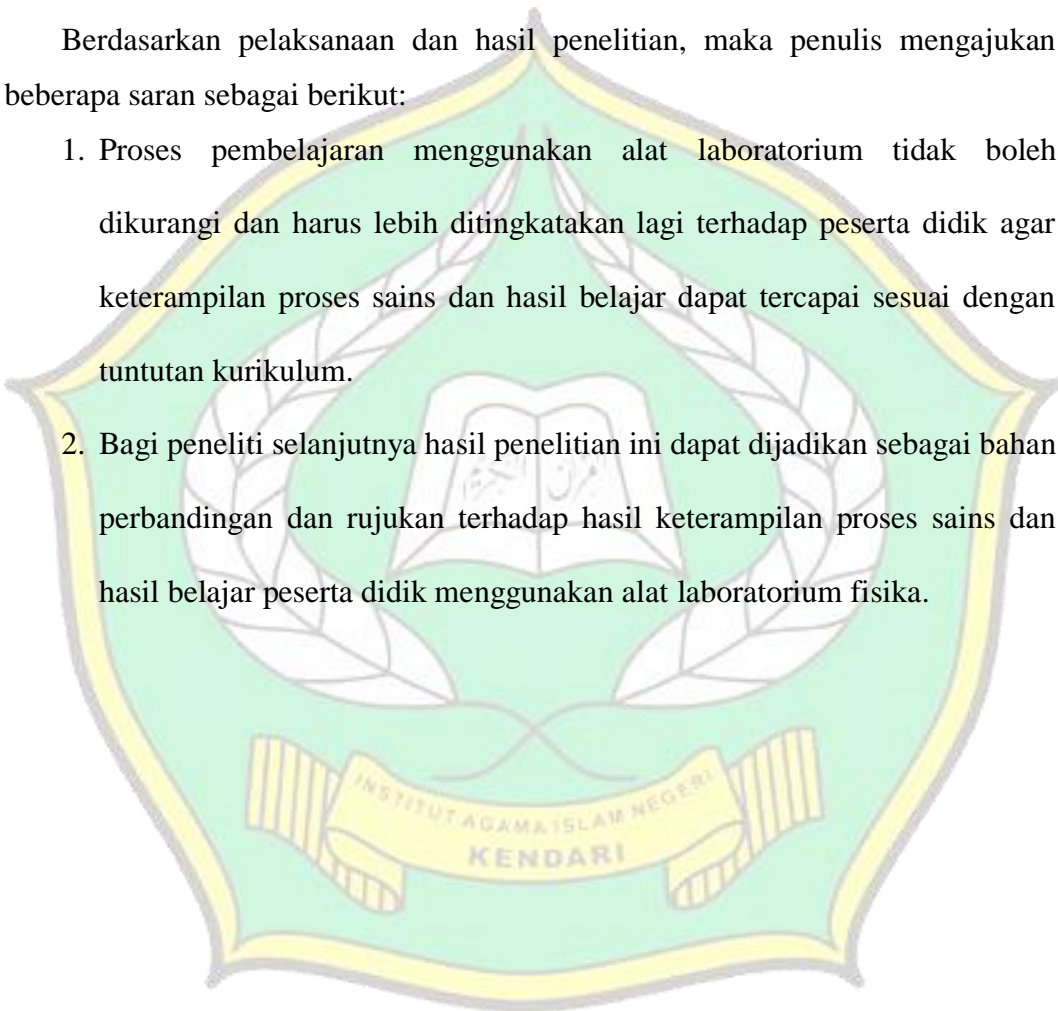 Berdasarkan pelaksanaan dan hasil penelitian, maka penulis mengajukan
beberapa saran sebagai berikut:
1. Proses pembelajaran menggunakan alat laboratorium tidak boleh
dikurangi dan harus lebih ditingkatakan lagi terhadap peserta didik agar
keterampilan proses sains dan hasil belajar dapat tercapai sesuai dengan
tuntutan kurikulum.
2. Bagi peneliti selanjutnya hasil penelitian ini dapat dijadikan sebagai bahan
perbandingan dan rujukan terhadap hasil keterampilan proses sains dan
hasil belajar peserta didik menggunakan alat laboratorium fisika.
INSTITUT AGAMA ISLAM NEGERI
KENDARI